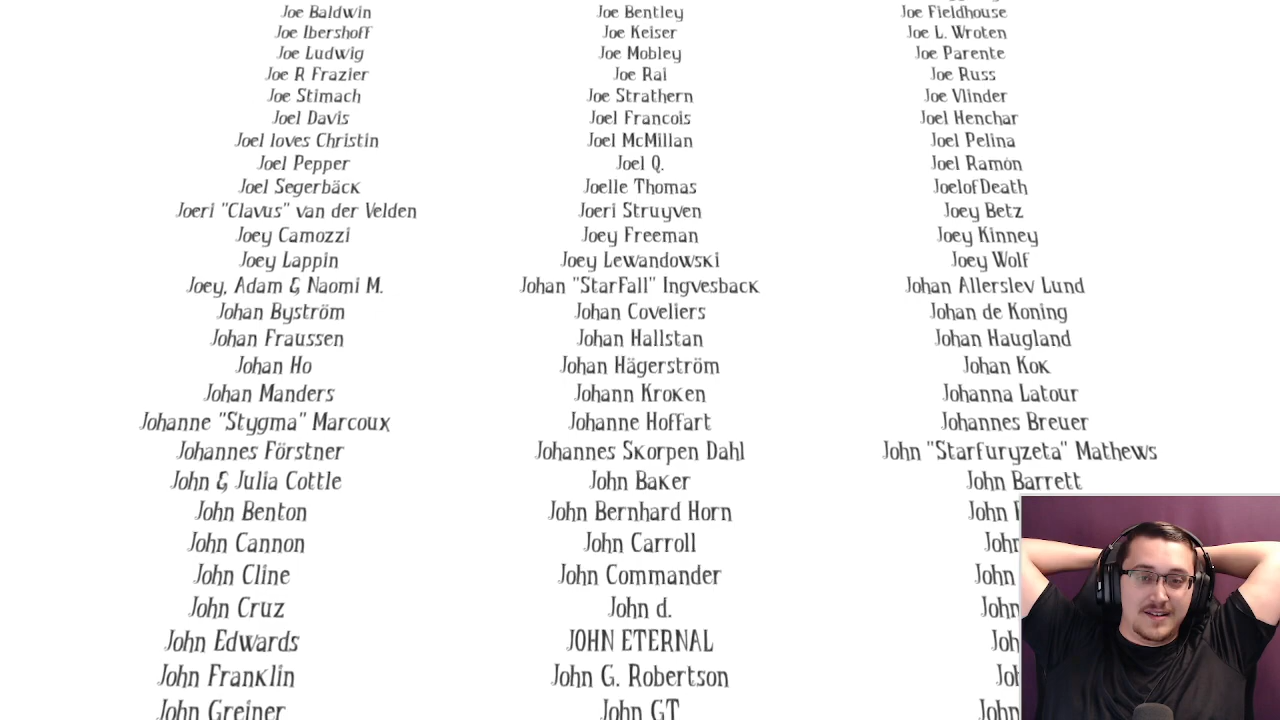 Joe Baldwin Joe Bentley Joe Fieldhouse
Joe Ibershoff Joe Keiser Joe L. Wroten
Joe Ludwig Joe Mobley Joe Parente
Joe R Frazier Joe Rai Joe Russ
Joe Stimach Joe Strathern Joe Vlinder
Joel Davis Joel Francois Joel Henchar
Joel loves Christin Joel McMillan Joel Pelina
Joel Pepper Joel Q. Joel Ramon
Joel Segerbäck Joelle Thomas JoelofDeath
Joeri "Clavus" van der Velden Joeri Struyven Joey Betz
Joey Camozzi Joey Freeman Joey Kinney
Joey Lappin Joey Lewandowski Joey Wolf
Joey, Adam & Naomi M. Johan "StarFall" Ingvesback Johan Allerslev Lund
Johan Byström Johan Coveliers Johan de Koning
Johan Fraussen Johan Hallstan Johan Haugland
Johan Ho Johan Hägerström Johan Kok
Johan Manders Johann Kroken Johanna Latour
Johanne "Stygma" Marcoux Johanne Hoffart Johannes Breuer
Johannes Förstner Johannes Skorpen Dahl John "Starfuryzeta" Mathews
John & Julia Cottle John Baker John Barrett
John Benton John Bernhard Horn John
John Cannon John Carroll John
John Cline John Commander John
John Cruz John d. John
John Edwards JOHN ETERNAL
John Franklin John G. Robertson
John Greiner John GT John